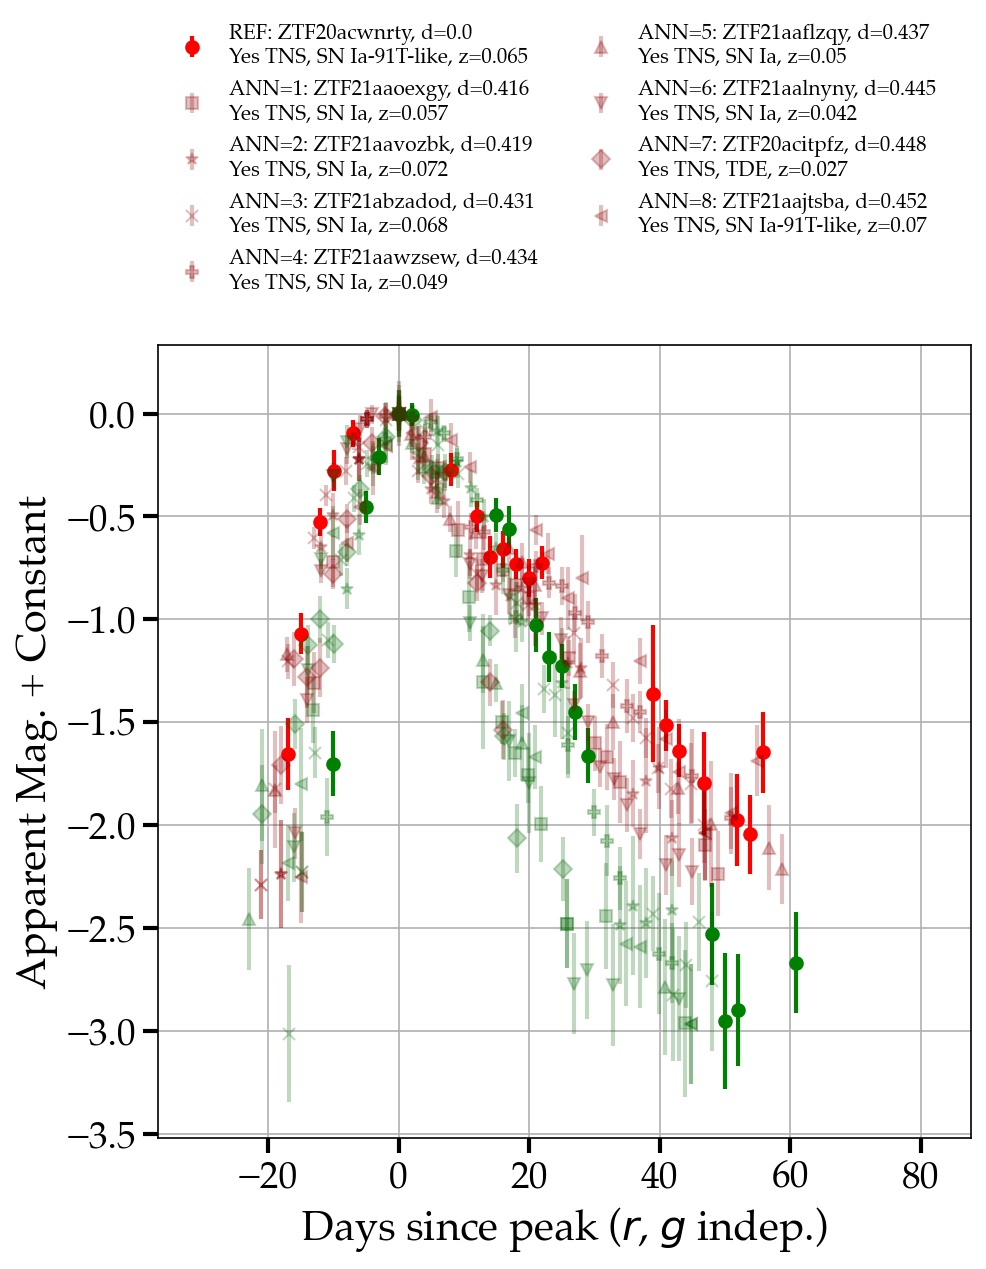 REF: ZTF20acwnrty, d=0.0
Yes TNS, SN Ia-91T-like, z=0.065
ANN=1: ZTF21aaoexgy, d=0.416
Yes TNS, SN Ia, z=0.057
ANN=2: ZTF21aavozbk, d=0.419
Yes TNS, SN Ia, z=0.072
ANN=3: ZTF21abzadod, d=0.431
Yes TNS, SN Ia, z=0.068
ANN=4: ZTF21aawzsew, d=0.434
Yes TNS, SN Ia, z=0.049
ANN=5: ZTF21aaflzqy, d=0.437
Yes TNS, SN Ia, z=0.05
ANN=6: ZTF21aalnyny, d=0.445
Yes TNS, SN Ia, z=0.042
ANN=7: ZTF20acitpfz, d=0.448
Yes TNS, TDE, z=0.027
ANN=8: ZTF21aajtsba, d=0.452
Yes TNS, SN Ia-91T-like, z=0.07
Apparent Mag. + Constant
0.0
−0.5
−1.0
−1.5
−2.0
−2.5
−3.0
−3.5
−20
0
20
40
60
80
Days since peak (r, g indep.)